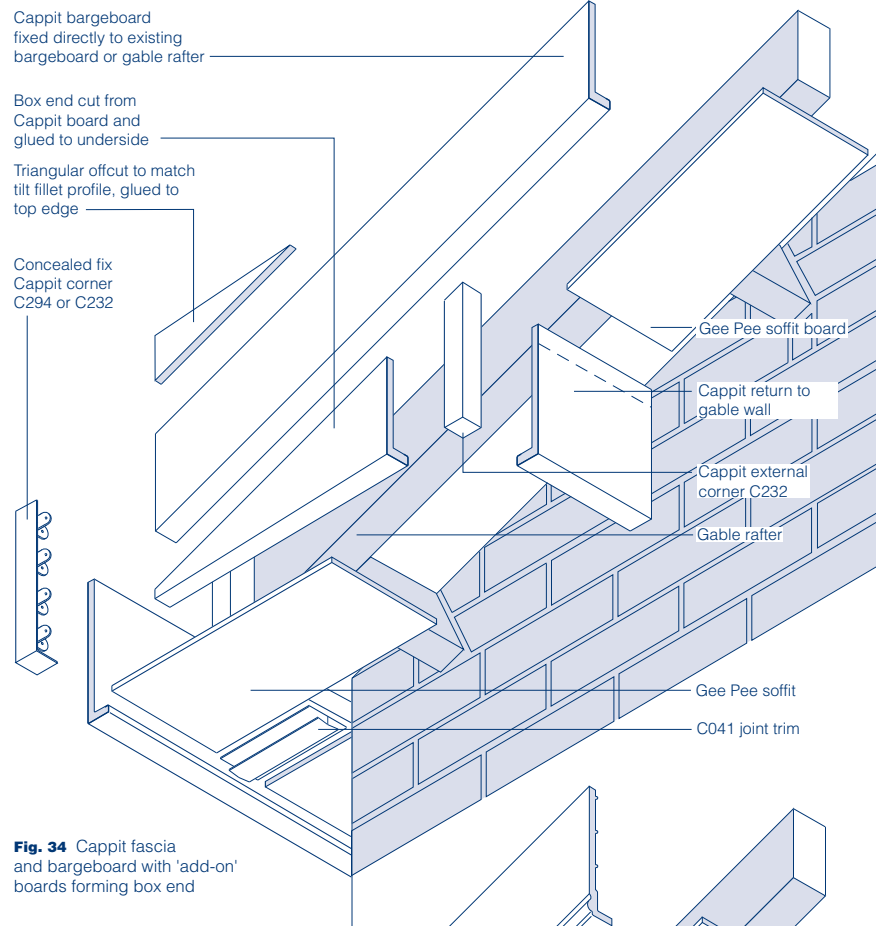 Cappit bargeboard
fixed directly to existing
bargeboard or gable rafter
Box end cut from
Cappit board and
glued to underside
Triangular offcut to match
tilt fillet profile, glued to
top edge
Concealed fix
Cappit corner
C294 or C232
Gee Pee soffit board
Cappit return to
gable wall
Cappit external
corner C232
Gable rafter
Gee Pee soffit
C041 joint trim
Fig. 34 Cappit fascia
and bargeboard with 'add-on'
boards forming box end